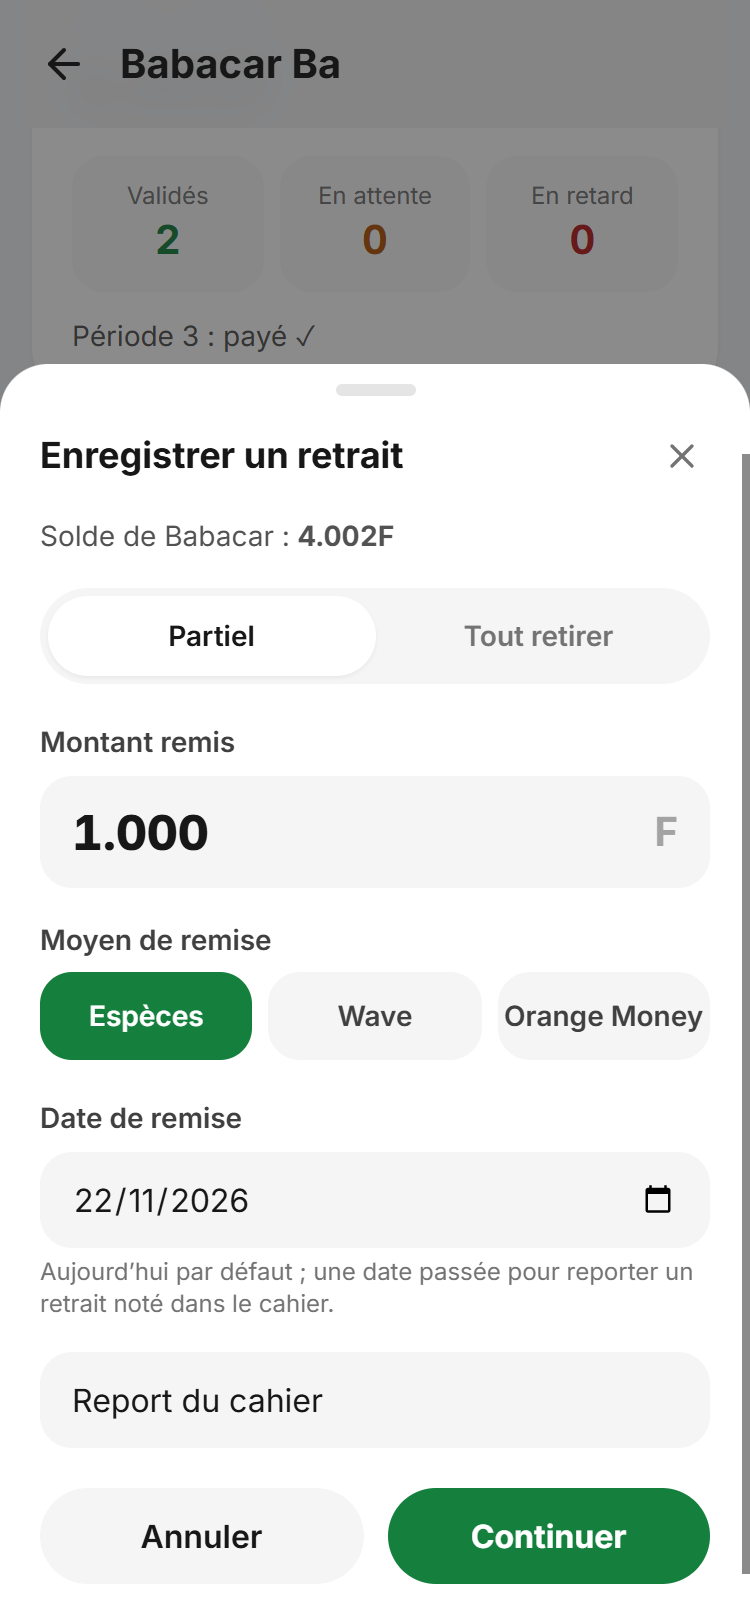 Babacar Ba
Validés
2
En attente
0
En retard
0
Période 3 : payé ✓
Enregistrer un retrait
Solde de Babacar : 4.002F
Partiel
Tout retirer
Montant remis
1.000 F
Moyen de remise
Espèces
Wave
Orange Money
Date de remise
22/11/2026
Aujourd’hui par défaut ; une date passée pour reporter un
retrait noté dans le cahier.
Report du cahier
Annuler
Continuer